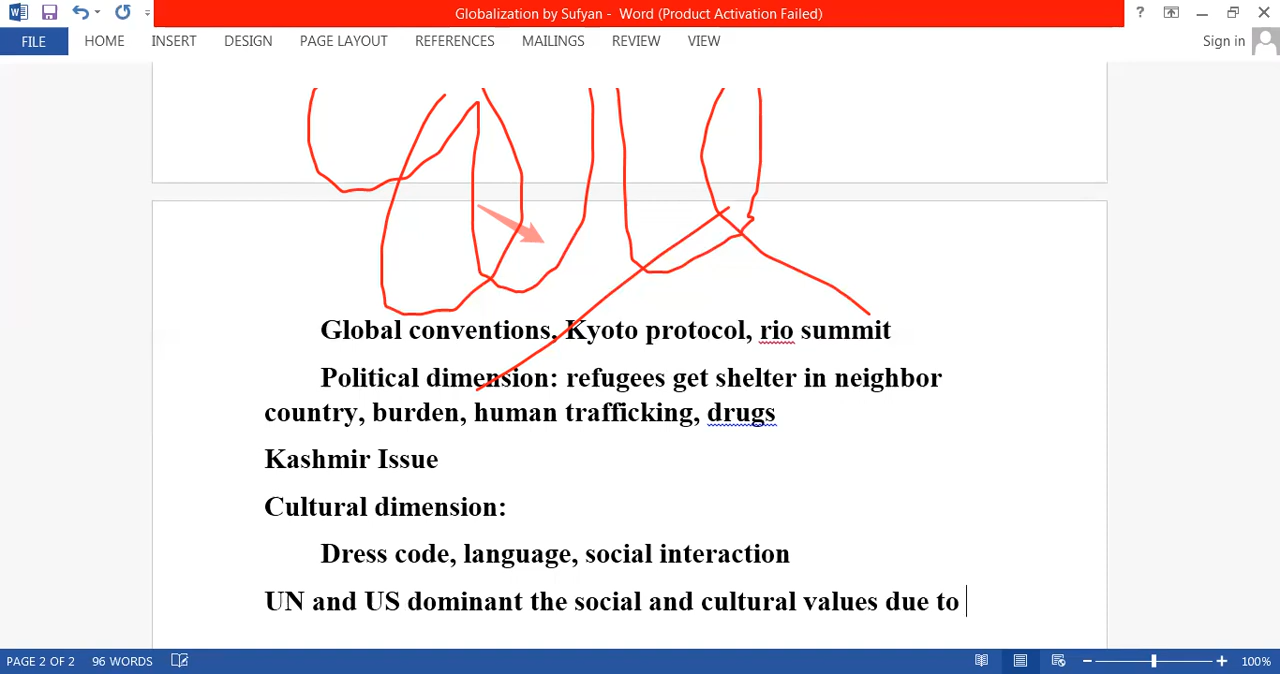 Globalization by Sufyan - Word (Product Activation Failed)
?
FILE HOME INSERT DESIGN PAGE LAYOUT REFERENCES MAILINGS REVIEW VIEW Sign in
Global conventions. Kyoto protocol, rio summit
Political dimension: refugees get shelter in neighbor
country, burden, human trafficking, drugs
Kashmir Issue
Cultural dimension:
Dress code, language, social interaction
UN and US dominant the social and cultural values due to
PAGE 2 OF 2 96 WORDS 100%